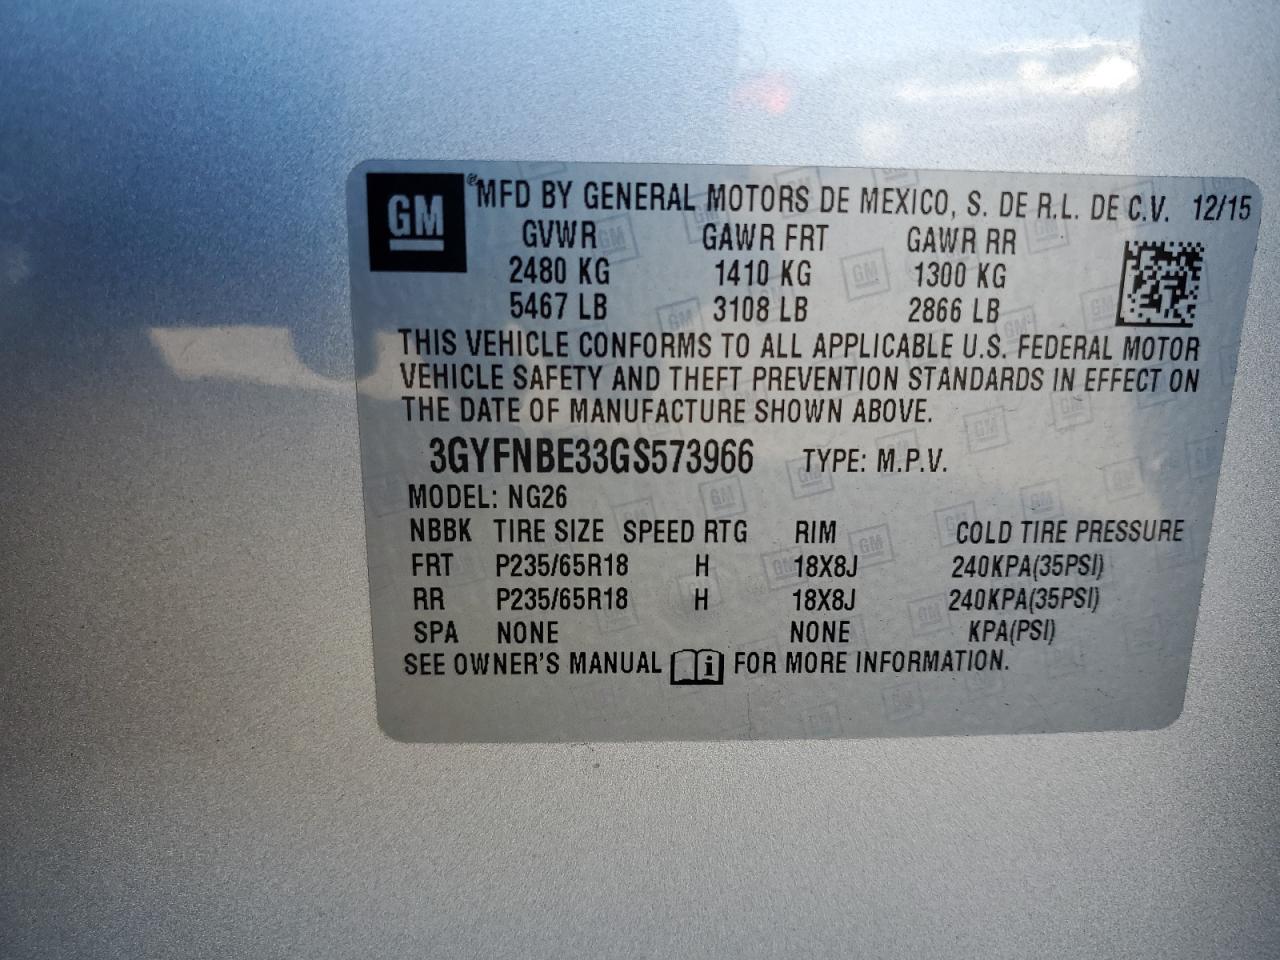 GM ® MFD BY GENERAL MOTORS DE MEXICO, S. DE R.L. DE C.V. 12/15
GVWR GAWR FRT GAWR RR
2480 KG 1410 KG 1300 KG
5467 LB 3108 LB 2866 LB
THIS VEHICLE CONFORMS TO ALL APPLICABLE U.S. FEDERAL MOTOR
VEHICLE SAFETY AND THEFT PREVENTION STANDARDS IN EFFECT ON
THE DATE OF MANUFACTURE SHOWN ABOVE.
3GYFNBE33GS573966 TYPE: M.P.V.
MODEL: NG26
NBBK TIRE SIZE SPEED RTG RIM COLD TIRE PRESSURE
FRT P235/65R18 H 18X8J 240KPA(35PSI)
RR P235/65R18 H 18X8J 240KPA(35PSI)
SPA NONE NONE KPA(PSI)
SEE OWNER'S MANUAL i FOR MORE INFORMATION.